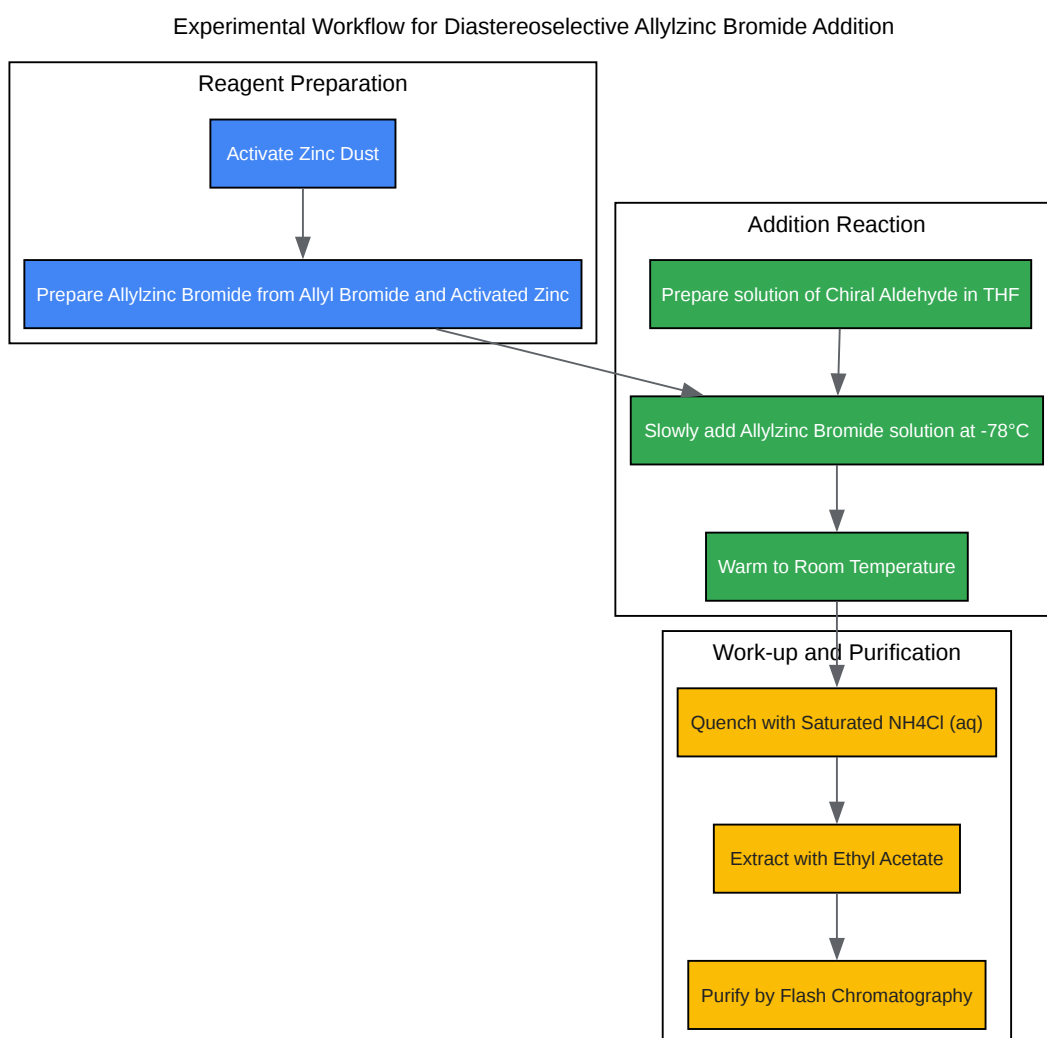 Experimental Workflow for Diastereoselective Allylzinc Bromide Addition
Reagent Preparation
Activate Zinc Dust
Prepare Allylzinc Bromide from Allyl Bromide and Activated Zinc
Addition Reaction
Prepare solution of Chiral Aldehyde in THF
Slowly add Allylzinc Bromide solution at -78°C
Warm to Room Temperature
Work-up and Purification
Quench with Saturated NH4Cl (aq)
Extract with Ethyl Acetate
Purify by Flash Chromatography